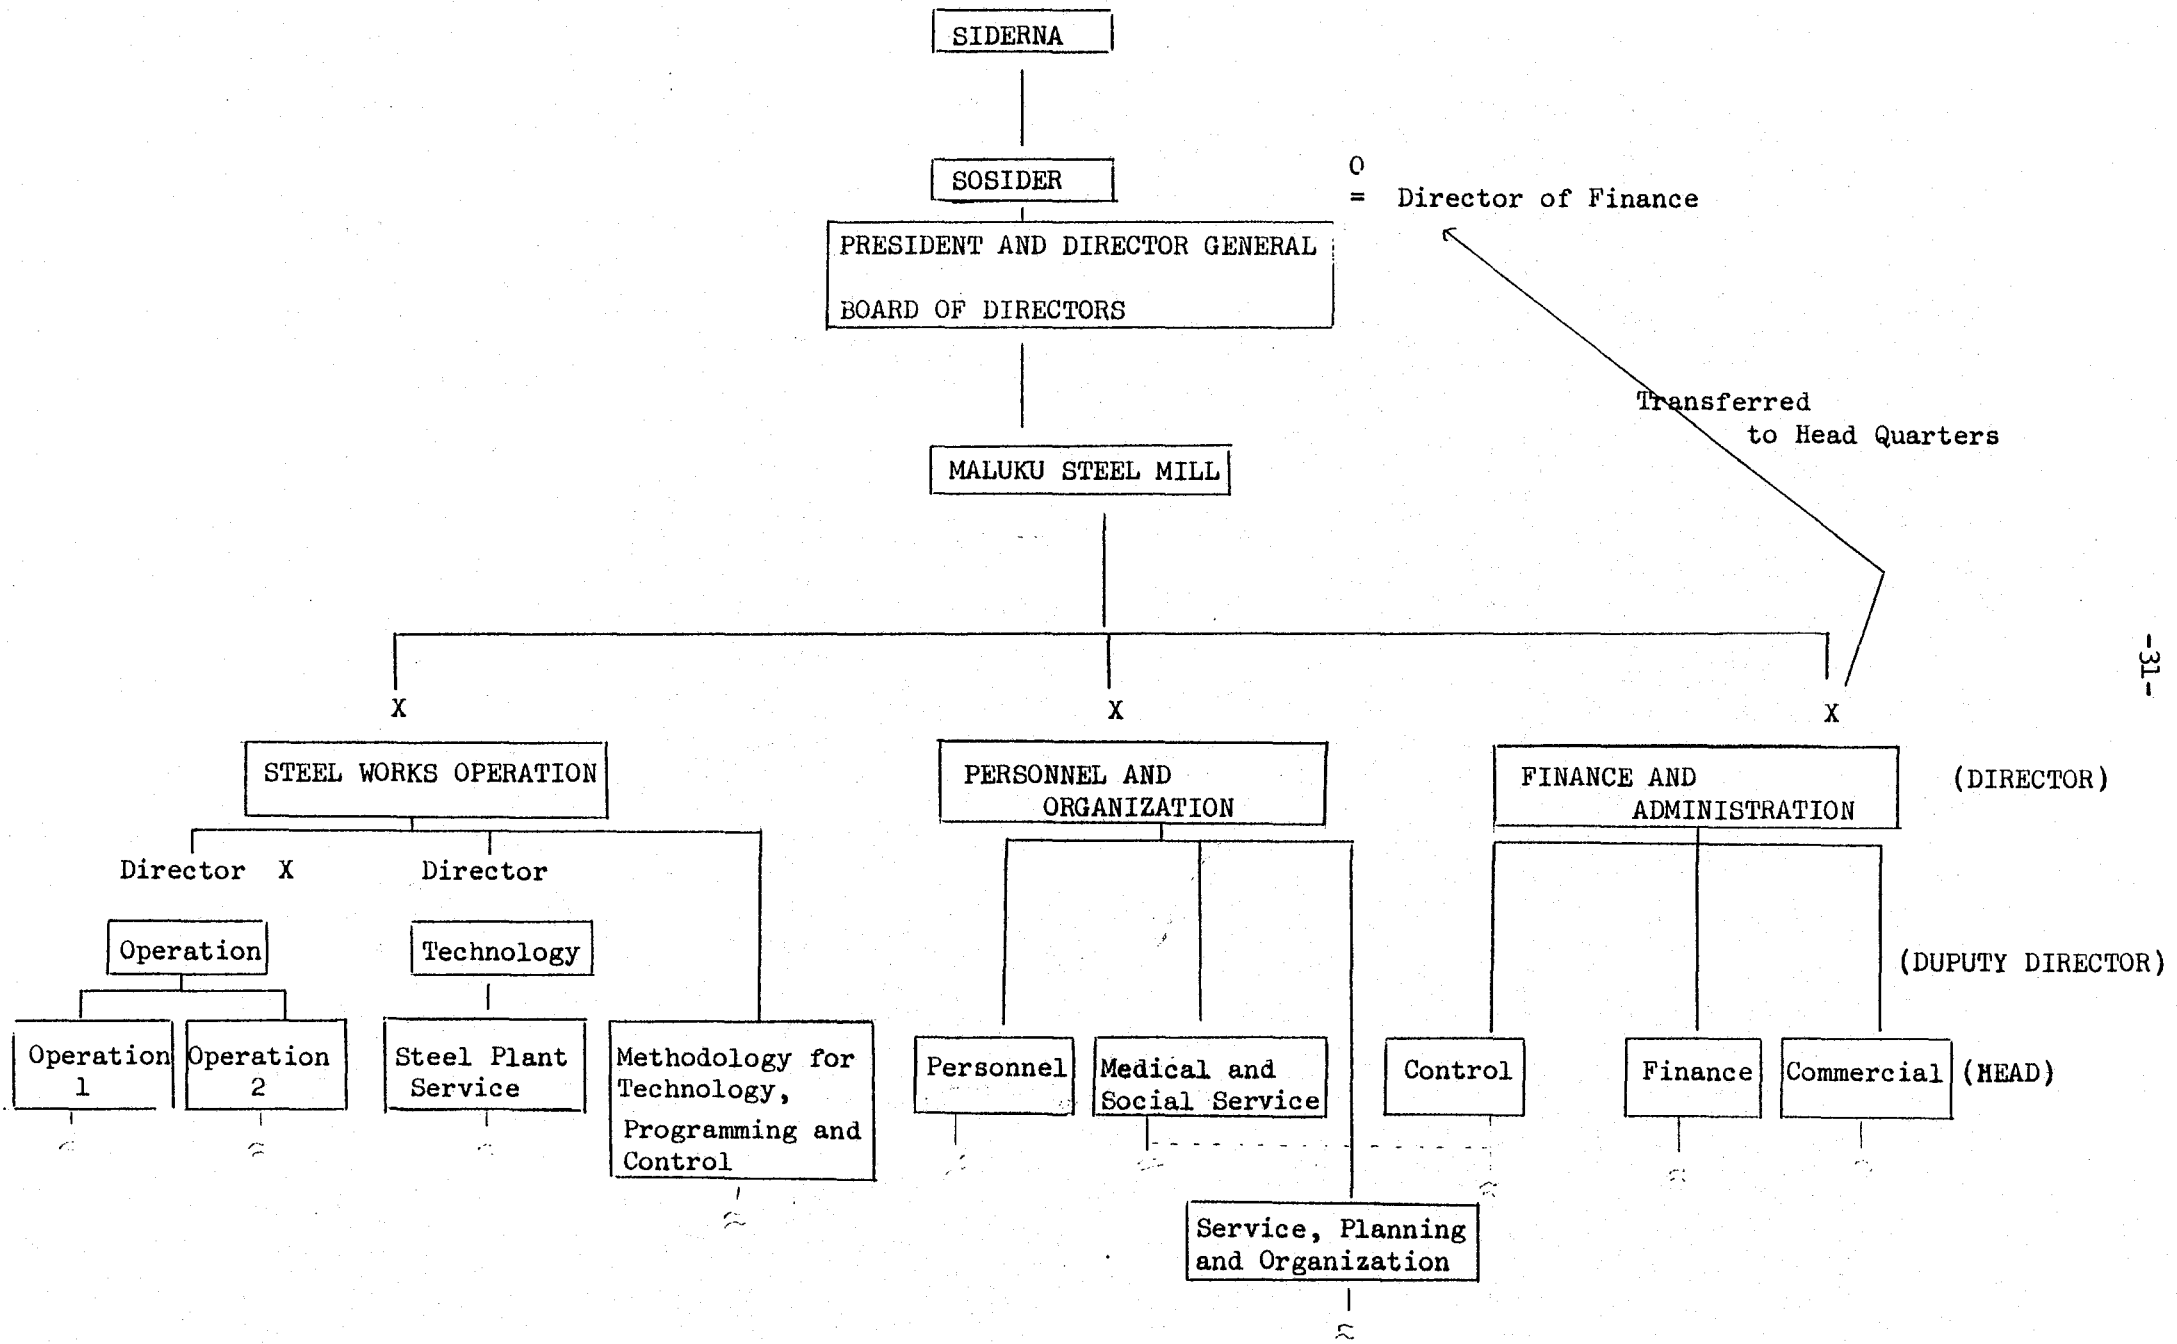 SIDERNA
SOSIDER
O
= Director of Finance
PRESIDENT AND DIRECTOR GENERAL
BOARD OF DIRECTORS
Transferred
to Head Quarters
MALUKU STEEL MILL
-31-
X
X
X
STEEL WORKS OPERATION
PERSONNEL AND
ORGANIZATION
FINANCE AND
ADMINISTRATION
(DIRECTOR)
Director X
Director
Operation
Technology
(DUPUTY DIRECTOR)
Operation
1
Operation
2
Steel Plant
Service
Methodology for
Technology,
Programming and
Control
Personnel
Medical and
Social Service
Control
Finance
Commercial
(HEAD)
Service, Planning
and Organization